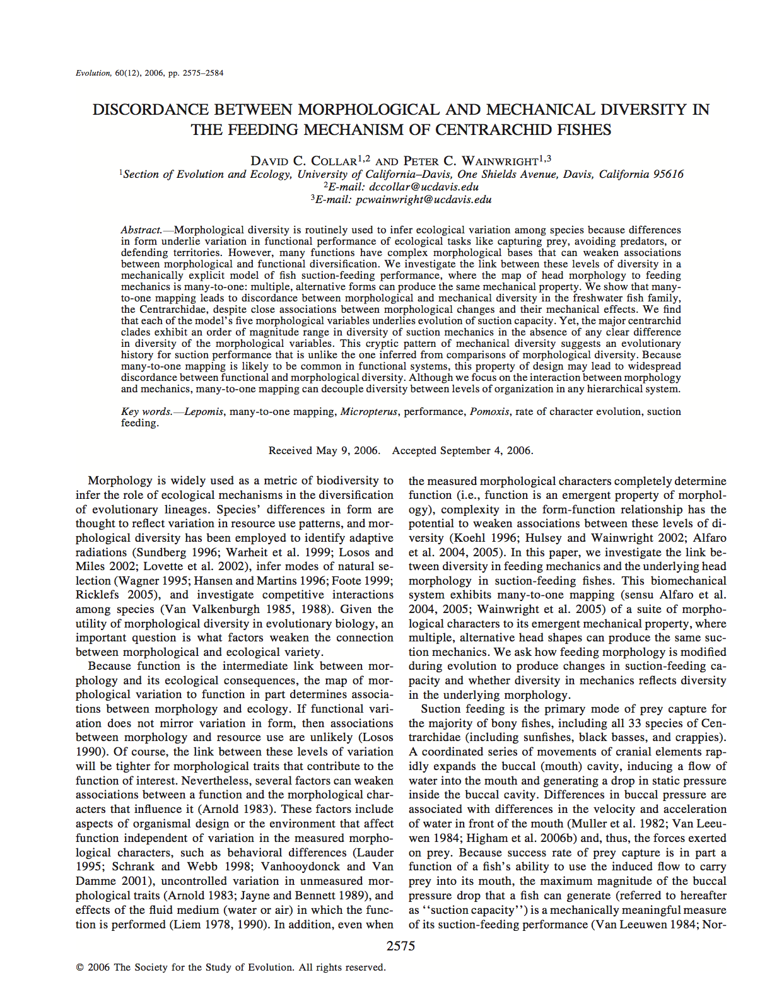 Evolution, 60(12), 2006, pp. 2575–2584
DISCORDANCE BETWEEN MORPHOLOGICAL AND MECHANICAL DIVERSITY IN
THE FEEDING MECHANISM OF CENTRARCHID FISHES
DAVID C. COLLAR1,2 AND PETER C. WAINWRIGHT1,3
1Section of Evolution and Ecology, University of California–Davis, One Shields Avenue, Davis, California 95616
2E-mail: dccollar@ucdavis.edu
3E-mail: pcwainwright@ucdavis.edu
Abstract.—Morphological diversity is routinely used to infer ecological variation among species because differences
in form underlie variation in functional performance of ecological tasks like capturing prey, avoiding predators, or
defending territories. However, many functions have complex morphological bases that can weaken associations
between morphological and functional diversification. We investigate the link between these levels of diversity in a
mechanically explicit model of fish suction-feeding performance, where the map of head morphology to feeding
mechanics is many-to-one: multiple, alternative forms can produce the same mechanical property. We show that many-
to-one mapping leads to discordance between morphological and mechanical diversity in the freshwater fish family,
the Centrarchidae, despite close associations between morphological changes and their mechanical effects. We find
that each of the model's five morphological variables underlies evolution of suction capacity. Yet, the major centrarchid
clades exhibit an order of magnitude range in diversity of suction mechanics in the absence of any clear difference
in diversity of the morphological variables. This cryptic pattern of mechanical diversity suggests an evolutionary
history for suction performance that is unlike the one inferred from comparisons of morphological diversity. Because
many-to-one mapping is likely to be common in functional systems, this property of design may lead to widespread
discordance between functional and morphological diversity. Although we focus on the interaction between morphology
and mechanics, many-to-one mapping can decouple diversity between levels of organization in any hierarchical system.
Key words.—Lepomis, many-to-one mapping, Micropterus, performance, Pomoxis, rate of character evolution, suction
feeding.
Received May 9, 2006. Accepted September 4, 2006.
Morphology is widely used as a metric of biodiversity to
infer the role of ecological mechanisms in the diversification
of evolutionary lineages. Species' differences in form are
thought to reflect variation in resource use patterns, and mor-
phological diversity has been employed to identify adaptive
radiations (Sundberg 1996; Warheit et al. 1999; Losos and
Miles 2002; Lovette et al. 2002), infer modes of natural se-
lection (Wagner 1995; Hansen and Martins 1996; Foote 1999;
Ricklefs 2005), and investigate competitive interactions
among species (Van Valkenburgh 1985, 1988). Given the
utility of morphological diversity in evolutionary biology, an
important question is what factors weaken the connection
between morphological and ecological variety.
Because function is the intermediate link between mor-
phology and its ecological consequences, the map of mor-
phological variation to function in part determines associa-
tions between morphology and ecology. If functional vari-
ation does not mirror variation in form, then associations
between morphology and resource use are unlikely (Losos
1990). Of course, the link between these levels of variation
will be tighter for morphological traits that contribute to the
function of interest. Nevertheless, several factors can weaken
associations between a function and the morphological char-
acters that influence it (Arnold 1983). These factors include
aspects of organismal design or the environment that affect
function independent of variation in the measured morpho-
logical characters, such as behavioral differences (Lauder
1995; Schrank and Webb 1998; Vanhooydonck and Van
Damme 2001), uncontrolled variation in unmeasured mor-
phological traits (Arnold 1983; Jayne and Bennett 1989), and
effects of the fluid medium (water or air) in which the func-
tion is performed (Liem 1978, 1990). In addition, even when
the measured morphological characters completely determine
function (i.e., function is an emergent property of morphol-
ogy), complexity in the form-function relationship has the
potential to weaken associations between these levels of di-
versity (Koehl 1996; Hulsey and Wainwright 2002; Alfaro
et al. 2004, 2005). In this paper, we investigate the link be-
tween diversity in feeding mechanics and the underlying head
morphology in suction-feeding fishes. This biomechanical
system exhibits many-to-one mapping (sensu Alfaro et al.
2004, 2005; Wainwright et al. 2005) of a suite of morpho-
logical characters to its emergent mechanical property, where
multiple, alternative head shapes can produce the same suc-
tion mechanics. We ask how feeding morphology is modified
during evolution to produce changes in suction-feeding ca-
pacity and whether diversity in mechanics reflects diversity
in the underlying morphology.
Suction feeding is the primary mode of prey capture for
the majority of bony fishes, including all 33 species of Cen-
trarchidae (including sunfishes, black basses, and crappies).
A coordinated series of movements of cranial elements rap-
idly expands the buccal (mouth) cavity, inducing a flow of
water into the mouth and generating a drop in static pressure
inside the buccal cavity. Differences in buccal pressure are
associated with differences in the velocity and acceleration
of water in front of the mouth (Muller et al. 1982; Van Leeu-
wen 1984; Higham et al. 2006b) and, thus, the forces exerted
on prey. Because success rate of prey capture is in part a
function of a fish's ability to use the induced flow to carry
prey into its mouth, the maximum magnitude of the buccal
pressure drop that a fish can generate (referred to hereafter
as ‘‘suction capacity’’) is a mechanically meaningful measure
of its suction-feeding performance (Van Leeuwen 1984; Nor-
2575
© 2006 The Society for the Study of Evolution. All rights reserved.